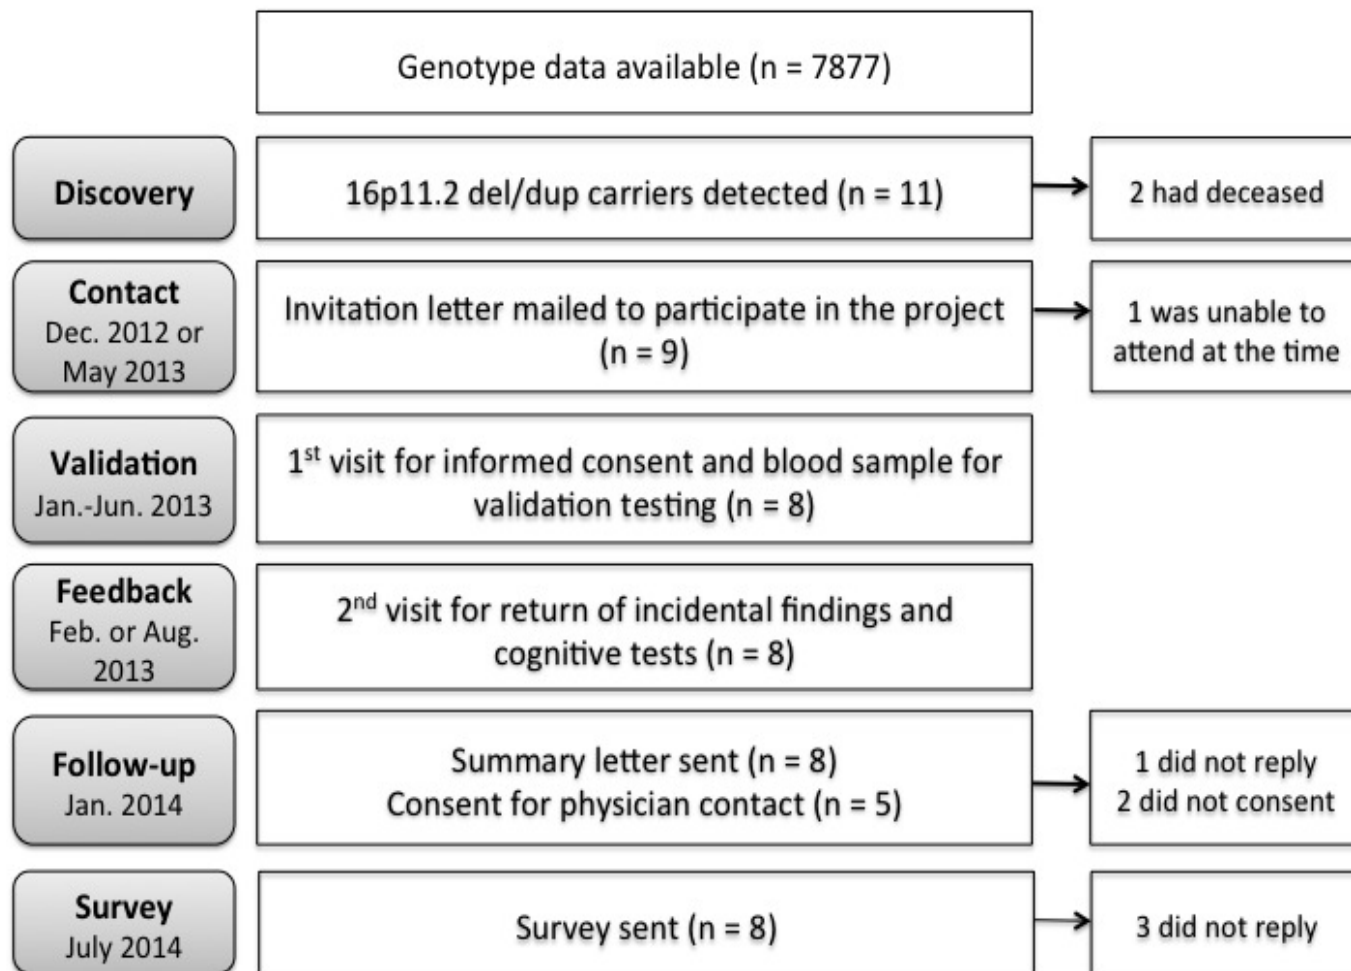 Genotype data available (n = 7877)
Discovery
16p11.2 del/dup carriers detected (n = 11)
2 had deceased
Contact
Dec. 2012 or
May 2013
Invitation letter mailed to participate in the project
(n = 9)
1 was unable to
attend at the time
Validation
Jan.-Jun. 2013
1st visit for informed consent and blood sample for
validation testing (n = 8)
Feedback
Feb. or Aug.
2013
2nd visit for return of incidental findings and
cognitive tests (n = 8)
Follow-up
Jan. 2014
Summary letter sent (n = 8)
Consent for physician contact (n = 5)
1 did not reply
2 did not consent
Survey
July 2014
Survey sent (n = 8)
3 did not reply